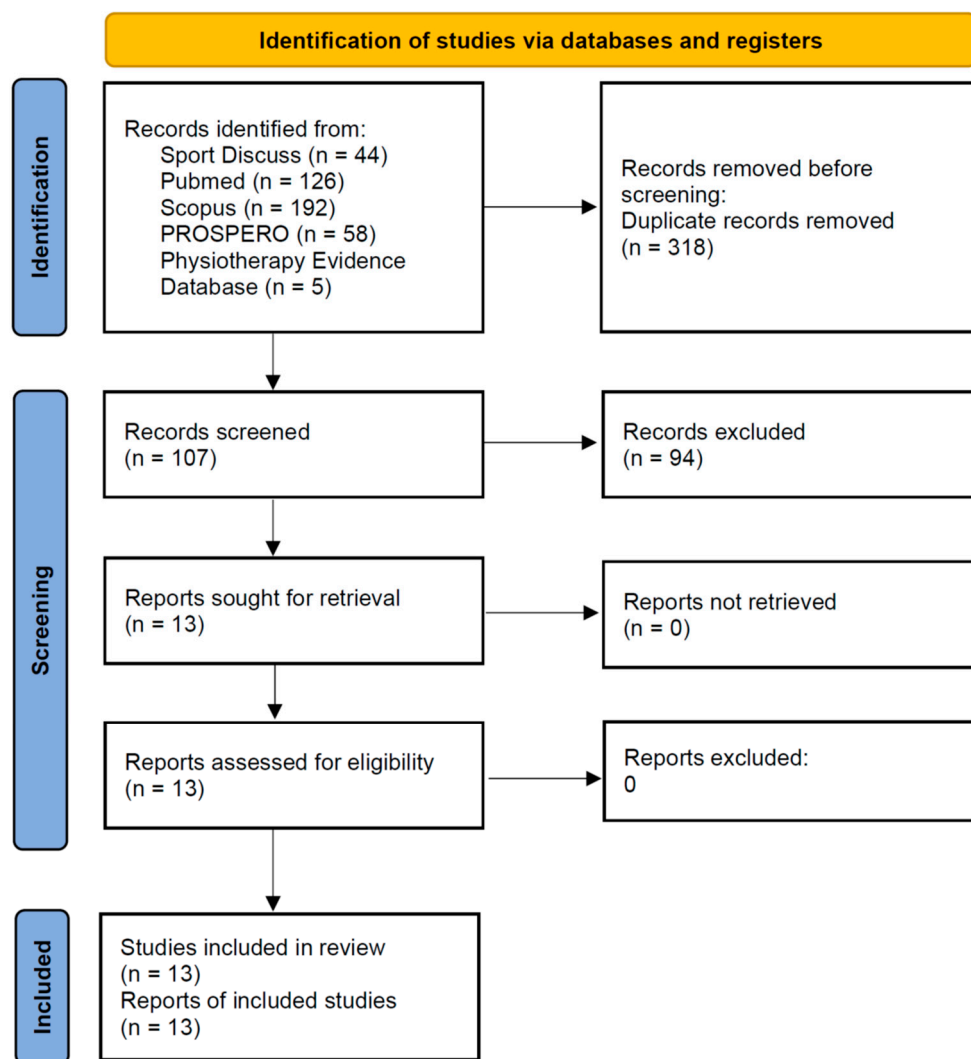 Identification of studies via databases and registers
Identification
Records identified from:
Sport Discuss (n = 44)
Pubmed (n = 126)
Scopus (n = 192)
PROSPERO (n = 58)
Physiotherapy Evidence
Database (n = 5)
Records removed before
screening:
Duplicate records removed
(n = 318)
Screening
Records screened
(n = 107)
Records excluded
(n = 94)
Reports sought for retrieval
(n = 13)
Reports not retrieved
(n = 0)
Reports assessed for eligibility
(n = 13)
Reports excluded:
0
Included
Studies included in review
(n = 13)
Reports of included studies
(n = 13)